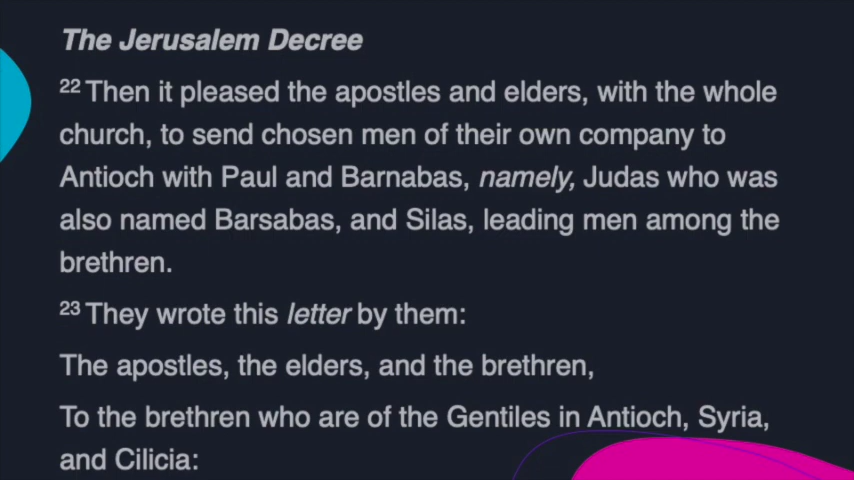 The Jerusalem Decree
22 Then it pleased the apostles and elders, with the whole
church, to send chosen men of their own company to
Antioch with Paul and Barnabas, namely, Judas who was
also named Barsabas, and Silas, leading men among the
brethren.
23 They wrote this letter by them:
The apostles, the elders, and the brethren,
To the brethren who are of the Gentiles in Antioch, Syria,
and Cilicia: